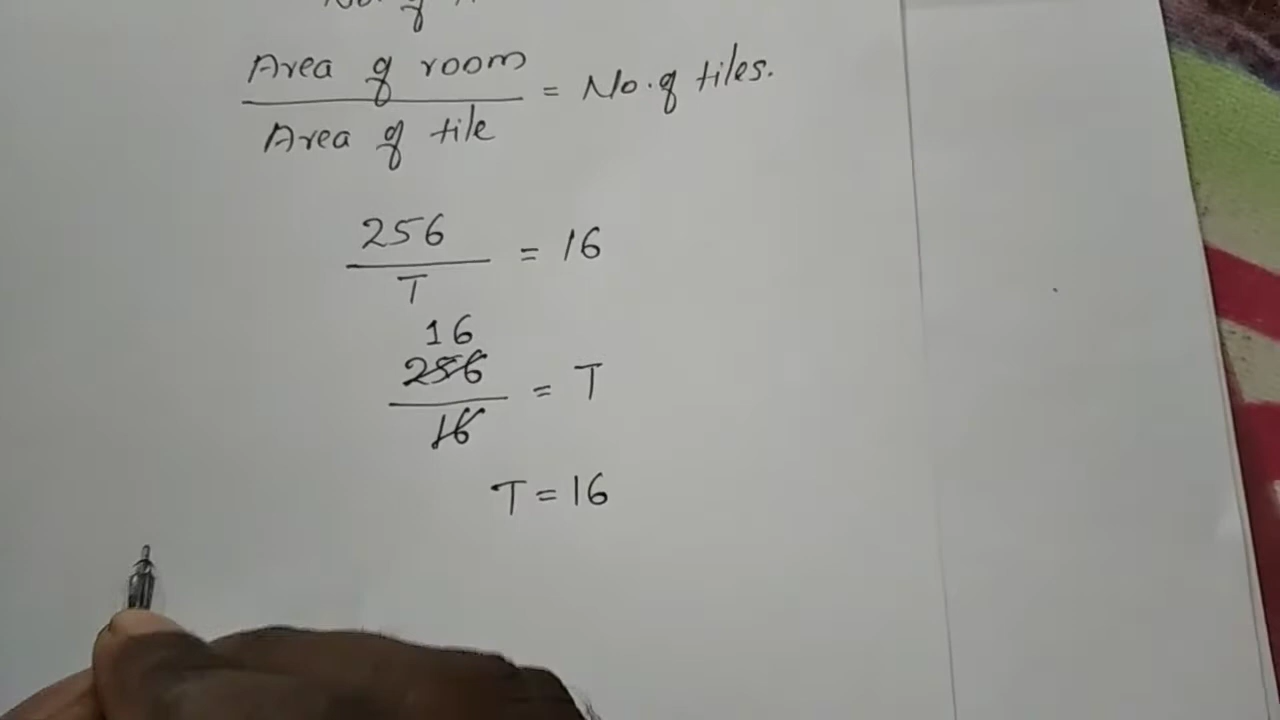 Area of room
= No. of tiles.
Area of tile
256
= 16
T
16
256
= T
16
T = 16